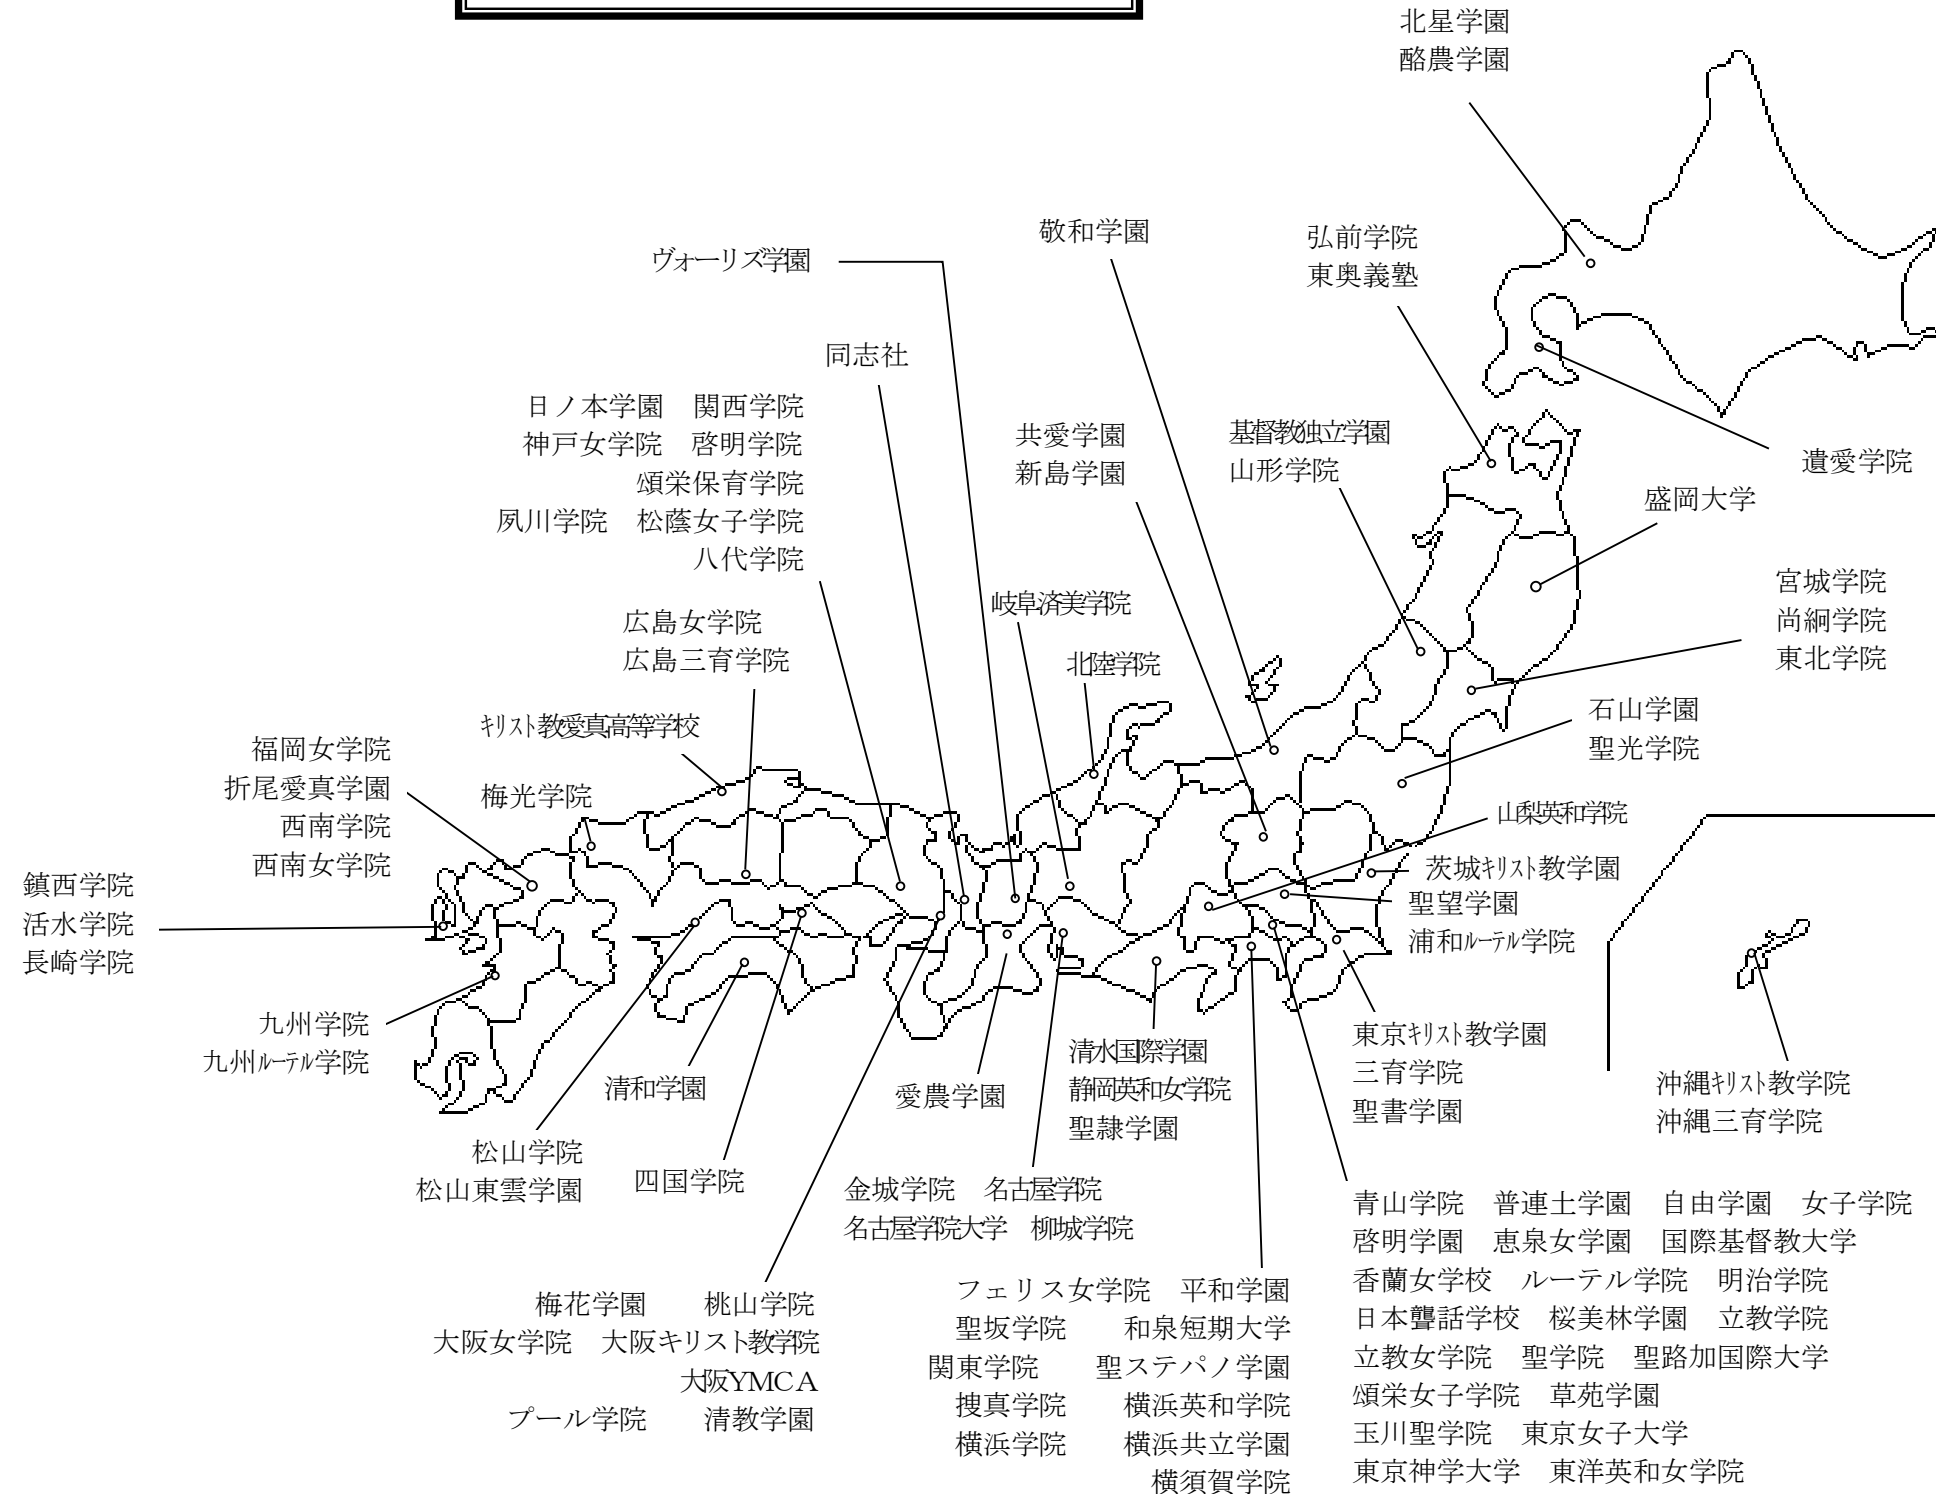 北星学園
酪農学園
敬和学園
弘前学院
東奥義塾
ヴォーリズ学園
同志社
日ノ本学園　関西学院
神戸女学院　啓明学院
頌栄保育学院
夙川学院　松蔭女子学院
八代学院
共愛学園
新島学園
基督教独立学園
山形学院
遺愛学院
盛岡大学
宮城学院
尚絅学院
東北学院
岐阜済美学院
広島女学院
広島三育学院
北陸学院
石山学園
聖光学院
キリスト教愛真高等学校
福岡女学院
折尾愛真学園
西南学院
西南女学院
梅光学院
山梨英和学院
茨城キリスト教学園
聖望学園
浦和ルーテル学院
鎮西学院
活水学院
長崎学院
九州学院
九州ルーテル学院
清和学園
愛農学園
清水国際学園
静岡英和女学院
聖隷学園
東京キリスト教学園
三育学院
聖書学園
沖縄キリスト教学院
沖縄三育学院
松山学院
松山東雲学園
四国学院
金城学院　名古屋学院
名古屋学院大学　柳城学院
青山学院　普連土学園　自由学園　女子学院
啓明学園　恵泉女学園　国際基督教大学
香蘭女学校　ルーテル学院　明治学院
日本聾話学校　桜美林学園　立教学院
立教女学院　聖学院　聖路加国際大学
頌栄女子学院　草苑学園
玉川聖学院　東京女子大学
東京神学大学　東洋英和女学院
梅花学園　桃山学院
大阪女学院　大阪キリスト教学院
大阪YMCA
プール学院　清教学園
フェリス女学院　平和学園
聖坂学院　和泉短期大学
関東学院　聖ステパノ学園
捜真学院　横浜英和学院
横浜学院　横浜共立学園
横須賀学院